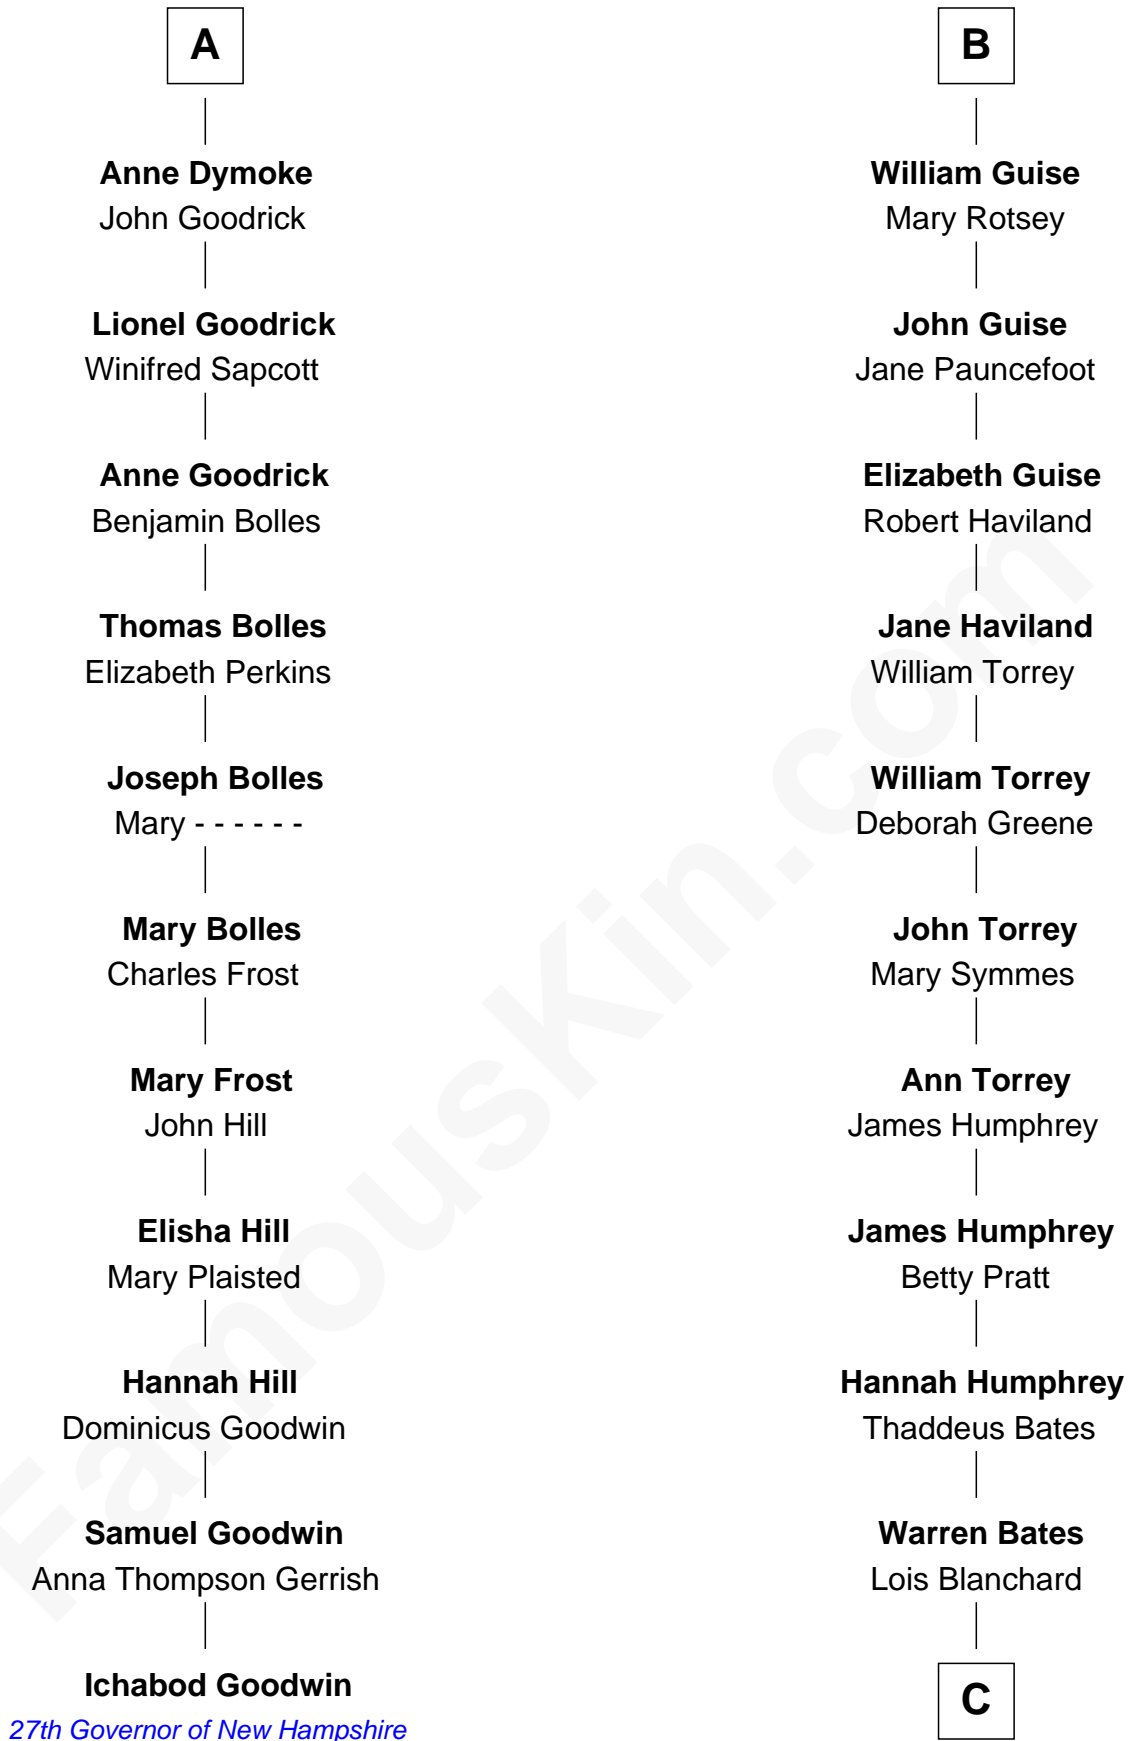 A
Anne Dymoke
John Goodrick
Lionel Goodrick
Winifred Sapcott
Anne Goodrick
Benjamin Bolles
Thomas Bolles
Elizabeth Perkins
Joseph Bolles
Mary - - - - - -
Mary Bolles
Charles Frost
Mary Frost
John Hill
Elisha Hill
Mary Plaisted
Hannah Hill
Dominicus Goodwin
Samuel Goodwin
Anna Thompson Gerrish
Ichabod Goodwin
27th Governor of New Hampshire
B
William Guise
Mary Rotsey
John Guise
Jane Pauncefoot
Elizabeth Guise
Robert Haviland
Jane Haviland
William Torrey
William Torrey
Deborah Greene
John Torrey
Mary Symmes
Ann Torrey
James Humphrey
James Humphrey
Betty Pratt
Hannah Humphrey
Thaddeus Bates
Warren Bates
Lois Blanchard
C
FamousKin.com